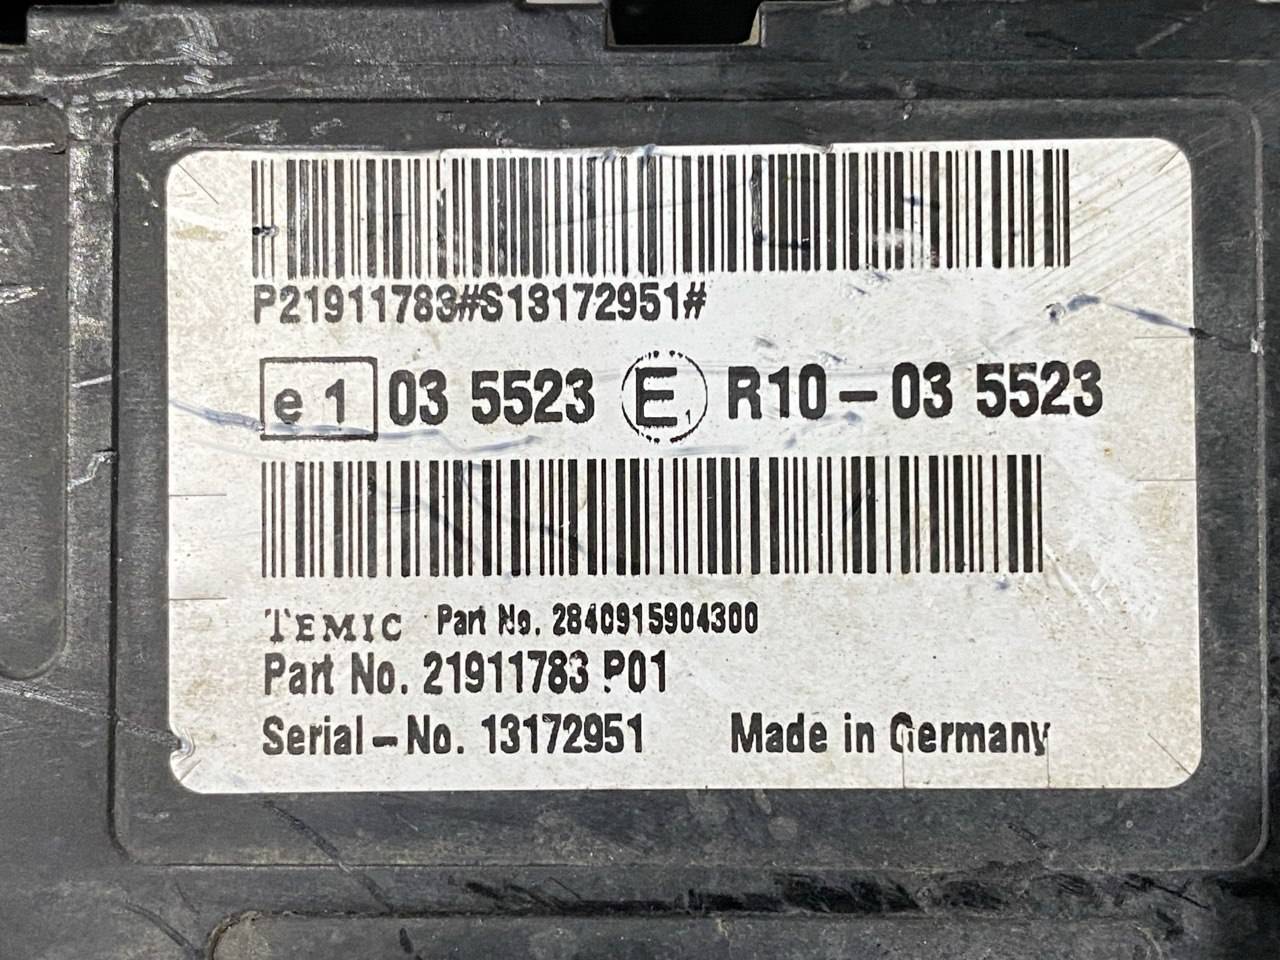 P21911783#S13172951#
e1 03 5523 E1 R10-03 5523
TEMIC Part No. 2840915904300
Part No. 21911783 P01
Serial-No. 13172951 Made in Germany